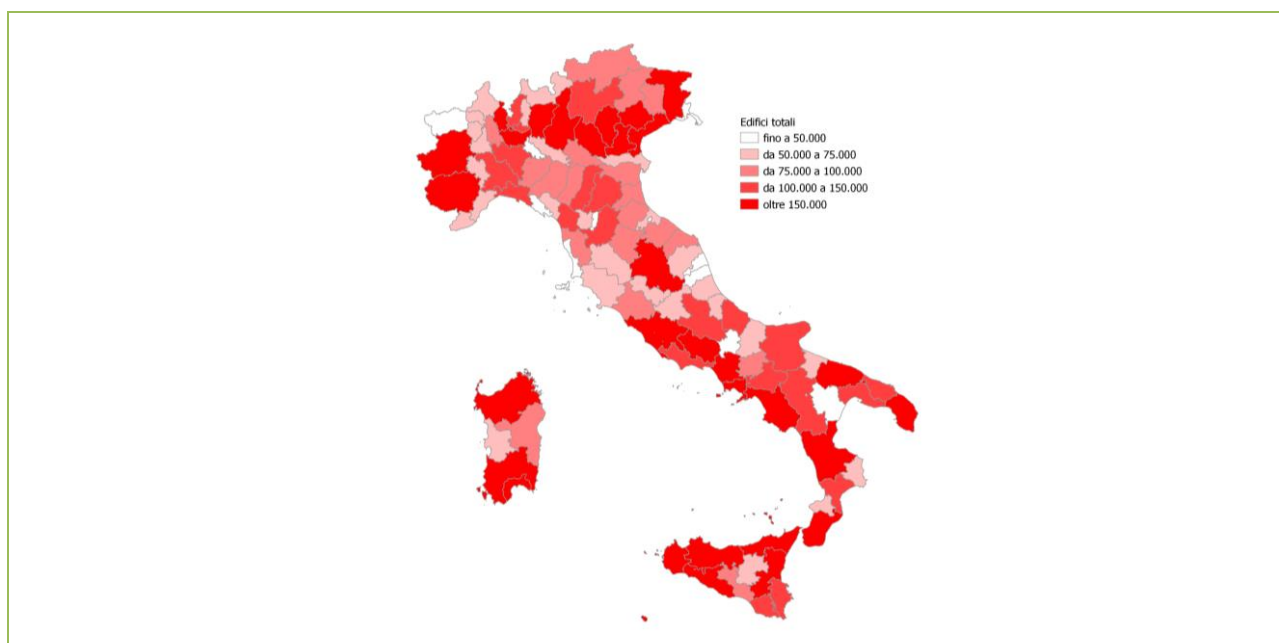 Edifici totali
fino a 50.000
da 50.000 a 75.000
da 75.000 a 100.000
da 100.000 a 150.000
oltre 150.000